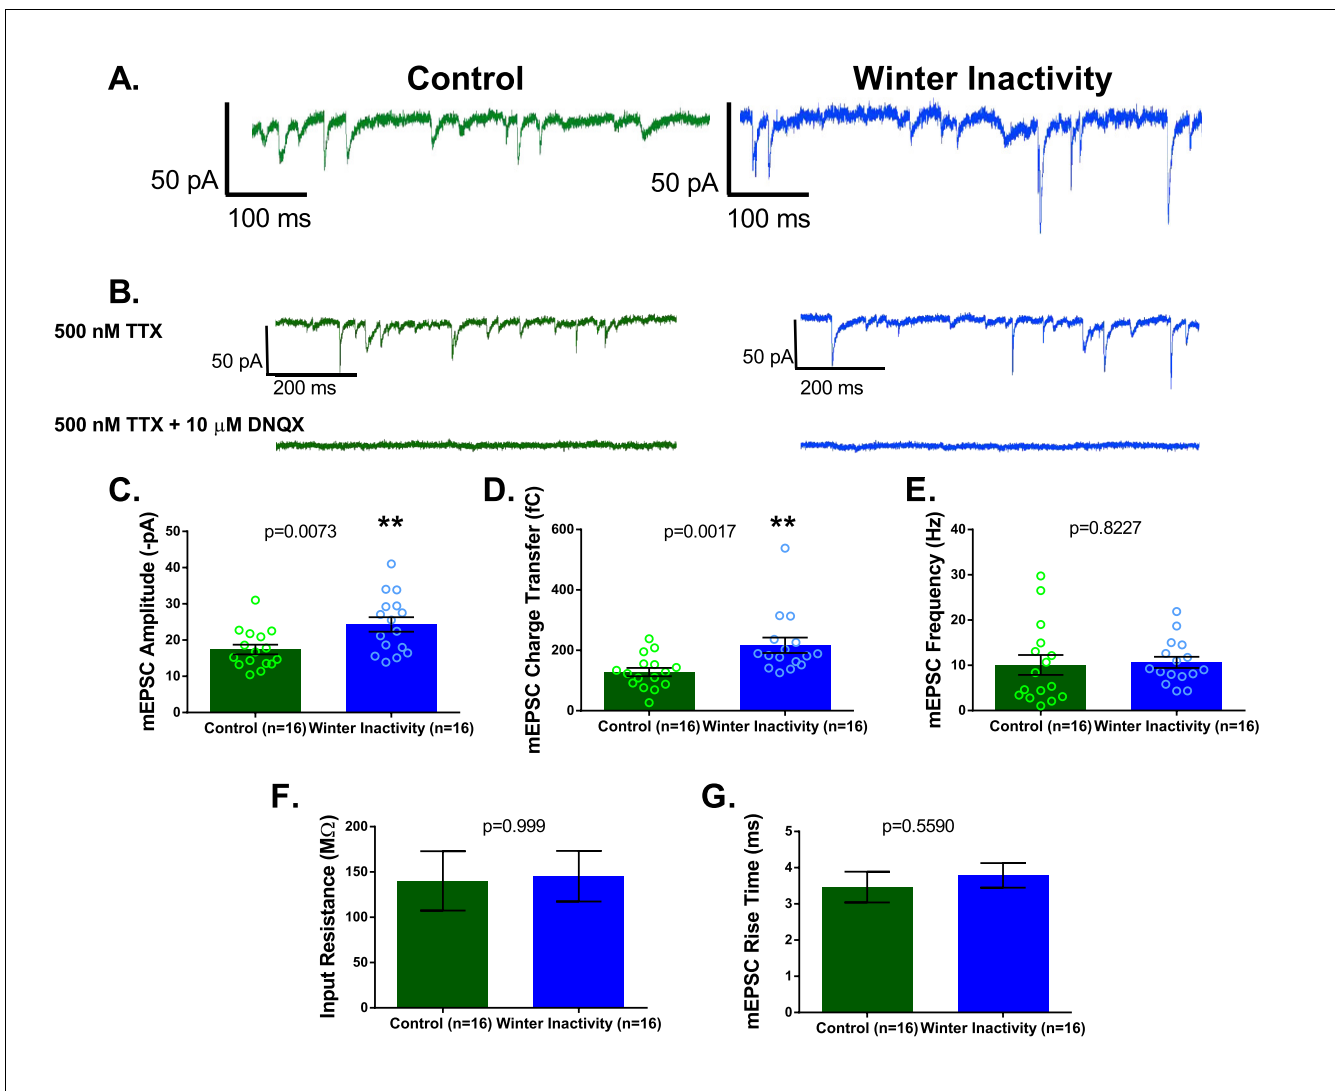 A.
Control
Winter Inactivity
50 pA
100 ms
50 pA
100 ms
B.
500 nM TTX
50 pA
200 ms
50 pA
200 ms
500 nM TTX + 10 μM DNQX
C.
mEPSC Amplitude (-pA)
50
40
30
20
10
0
p=0.0073
**
Control (n=16) Winter Inactivity (n=16)
D.
mEPSC Charge Transfer (fC)
600
400
200
0
p=0.0017
**
Control (n=16) Winter Inactivity (n=16)
E.
mEPSC Frequency (Hz)
40
30
20
10
0
p=0.8227
Control (n=16) Winter Inactivity (n=16)
F.
Input Resistance (MΩ)
200
150
100
50
0
p=0.999
Control (n=16) Winter Inactivity (n=16)
G.
mEPSC Rise Time (ms)
5
4
3
2
1
0
p=0.5590
Control (n=16) Winter Inactivity (n=16)